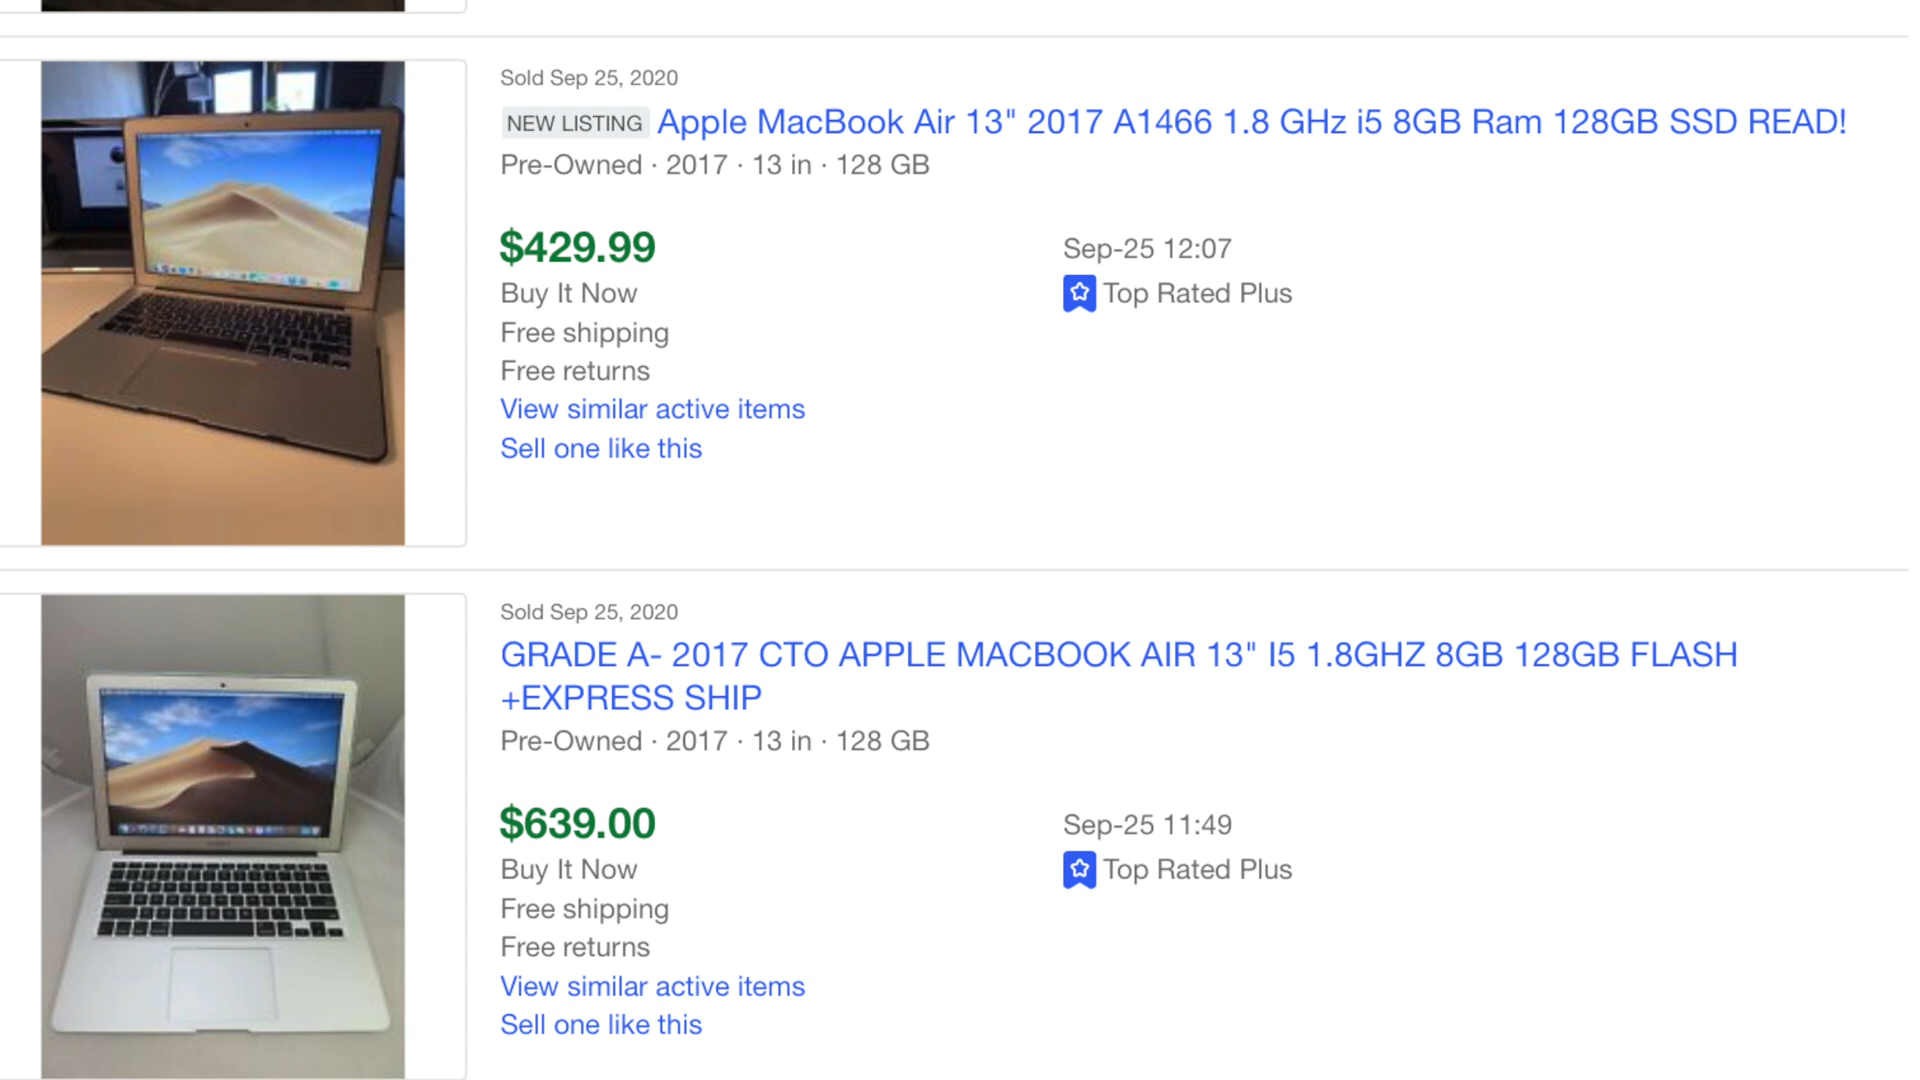 Sold Sep 25, 2020
NEW LISTING Apple MacBook Air 13" 2017 A1466 1.8 GHz i5 8GB Ram 128GB SSD READ!
Pre-Owned · 2017 · 13 in · 128 GB
$429.99
Sep-25 12:07
Buy It Now
Top Rated Plus
Free shipping
Free returns
View similar active items
Sell one like this
Sold Sep 25, 2020
GRADE A- 2017 CTO APPLE MACBOOK AIR 13" I5 1.8GHZ 8GB 128GB FLASH
+EXPRESS SHIP
Pre-Owned · 2017 · 13 in · 128 GB
$639.00
Sep-25 11:49
Buy It Now
Top Rated Plus
Free shipping
Free returns
View similar active items
Sell one like this